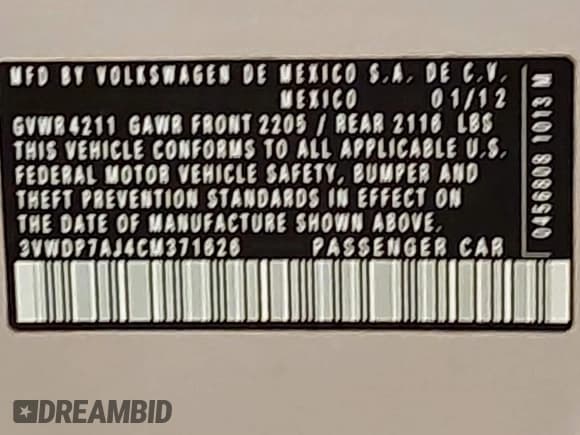 MFD BY VOLKSWAGEN DE MEXICO S.A. DE C.V.
MEXICO 01/12
GVWR4211 GAWR FRONT 2205 / REAR 2116 LBS
THIS VEHICLE CONFORMS TO ALL APPLICABLE U.S.
FEDERAL MOTOR VEHICLE SAFETY, BUMPER AND
THEFT PREVENTION STANDARDS IN EFFECT ON
THE DATE OF MANUFACTURE SHOWN ABOVE.
3VWDP7AJ4CM371626 PASSENGER CAR
0456808 1013 M
DREAMBID